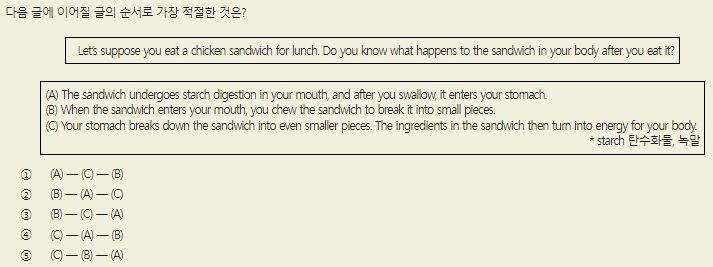 다음 글에 이어질 글의 순서로 가장 적절한 것은?
Let's suppose you eat a chicken sandwich for lunch. Do you know what happens to the sandwich in your body after you eat it?
(A) The sandwich undergoes starch digestion in your mouth, and after you swallow, it enters your stomach.
(B) When the sandwich enters your mouth, you chew the sandwich to break it into small pieces.
(C) Your stomach breaks down the sandwich into even smaller pieces. The ingredients in the sandwich then turn into energy for your body.
* starch 탄수화물, 녹말
① (A) — (C) — (B)
② (B) — (A) — (C)
③ (B) — (C) — (A)
④ (C) — (A) — (B)
⑤ (C) — (B) — (A)